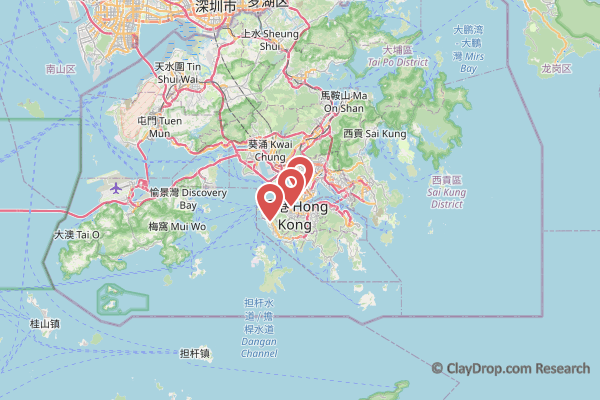 深圳市
罗湖区
上水 Sheung
Shui
大鹏湾
- 大鵬
灣 Mirs
Bay
南山区
天水圍 Tin
Shui Wai
大埔區
Tai Po District
龙岗区
馬鞍山 Ma
On Shan
屯門 Tuen
Mun
西貢 Sai Kung
葵涌 Kwai
Chung
西貢區
Sai Kung
District
愉景灣 Discovery
Bay
港 Hong
Kong
梅窩 Mui Wo
大澳 Tai O
担杆水
道 / 擔
桿水道
Dangan
Channel
桂山镇
担杆镇
© ClayDrop.com Research